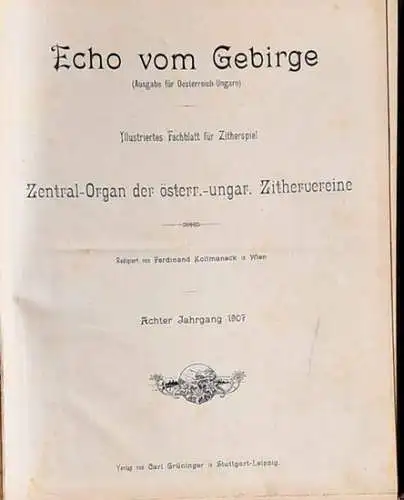 Echo vom Gebirge
(Ausgabe für Oesterreich-Ungarn)
Illustriertes Fachblatt für Zitherspiel
Zentral-Organ der österr.-ungar. Zithervereine
Redigiert von Ferdinand Kollmaneck in Wien
Achter Jahrgang 1907
Verlag von Carl Grüninger in Stuttgart-Leipzig.